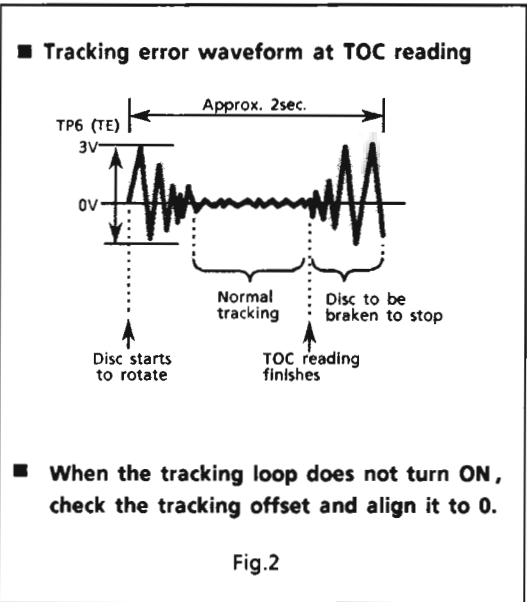 ■ Tracking error waveform at TOC reading
Approx. 2sec.
TP6 (TE)
3V
0V
Normal
tracking
Disc to be
braken to stop
Disc starts
to rotate
TOC reading
finishes
■ When the tracking loop does not turn ON,
check the tracking offset and align it to 0.
Fig.2